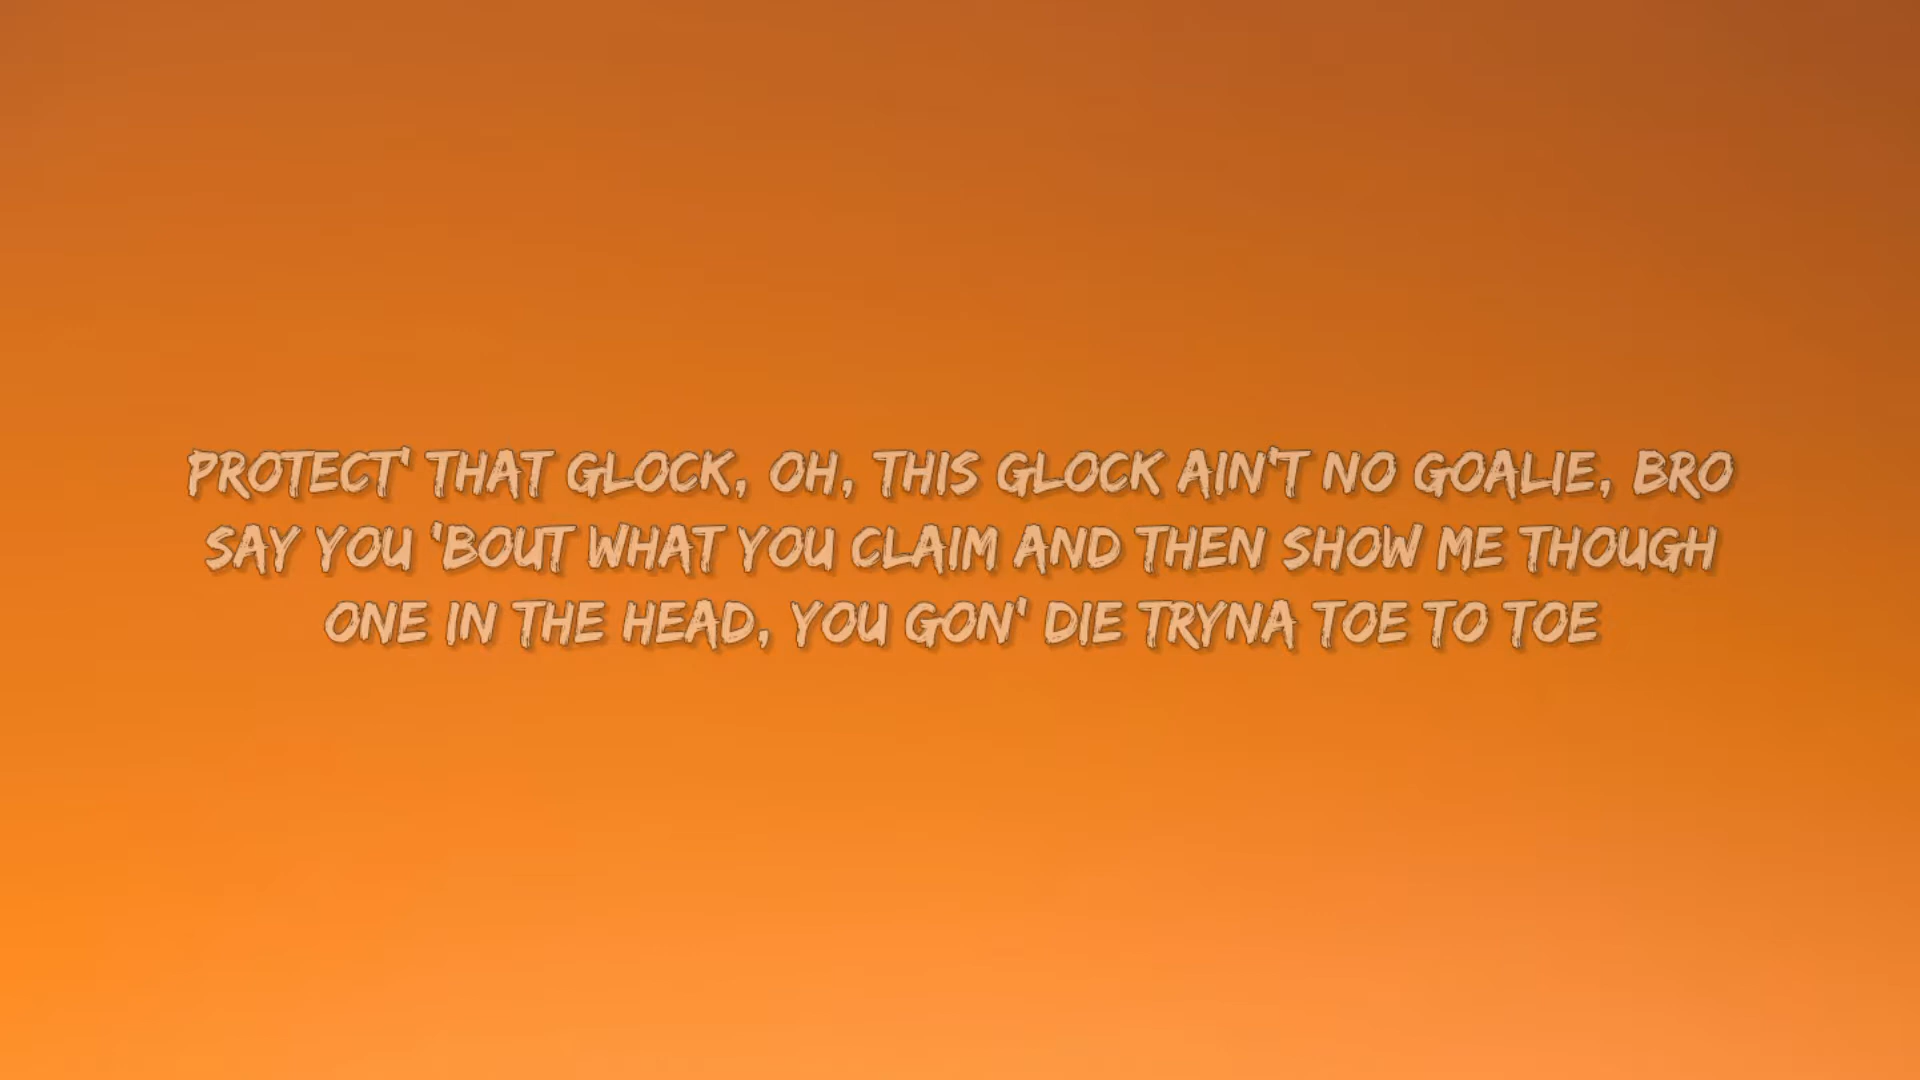 PROTECT' THAT GLOCK, OH, THIS GLOCK AIN'T NO GOALIE, BRO
SAY YOU 'BOUT WHAT YOU CLAIM AND THEN SHOW ME THOUGH
ONE IN THE HEAD, YOU GON' DIE TRYNA TOE TO TOE